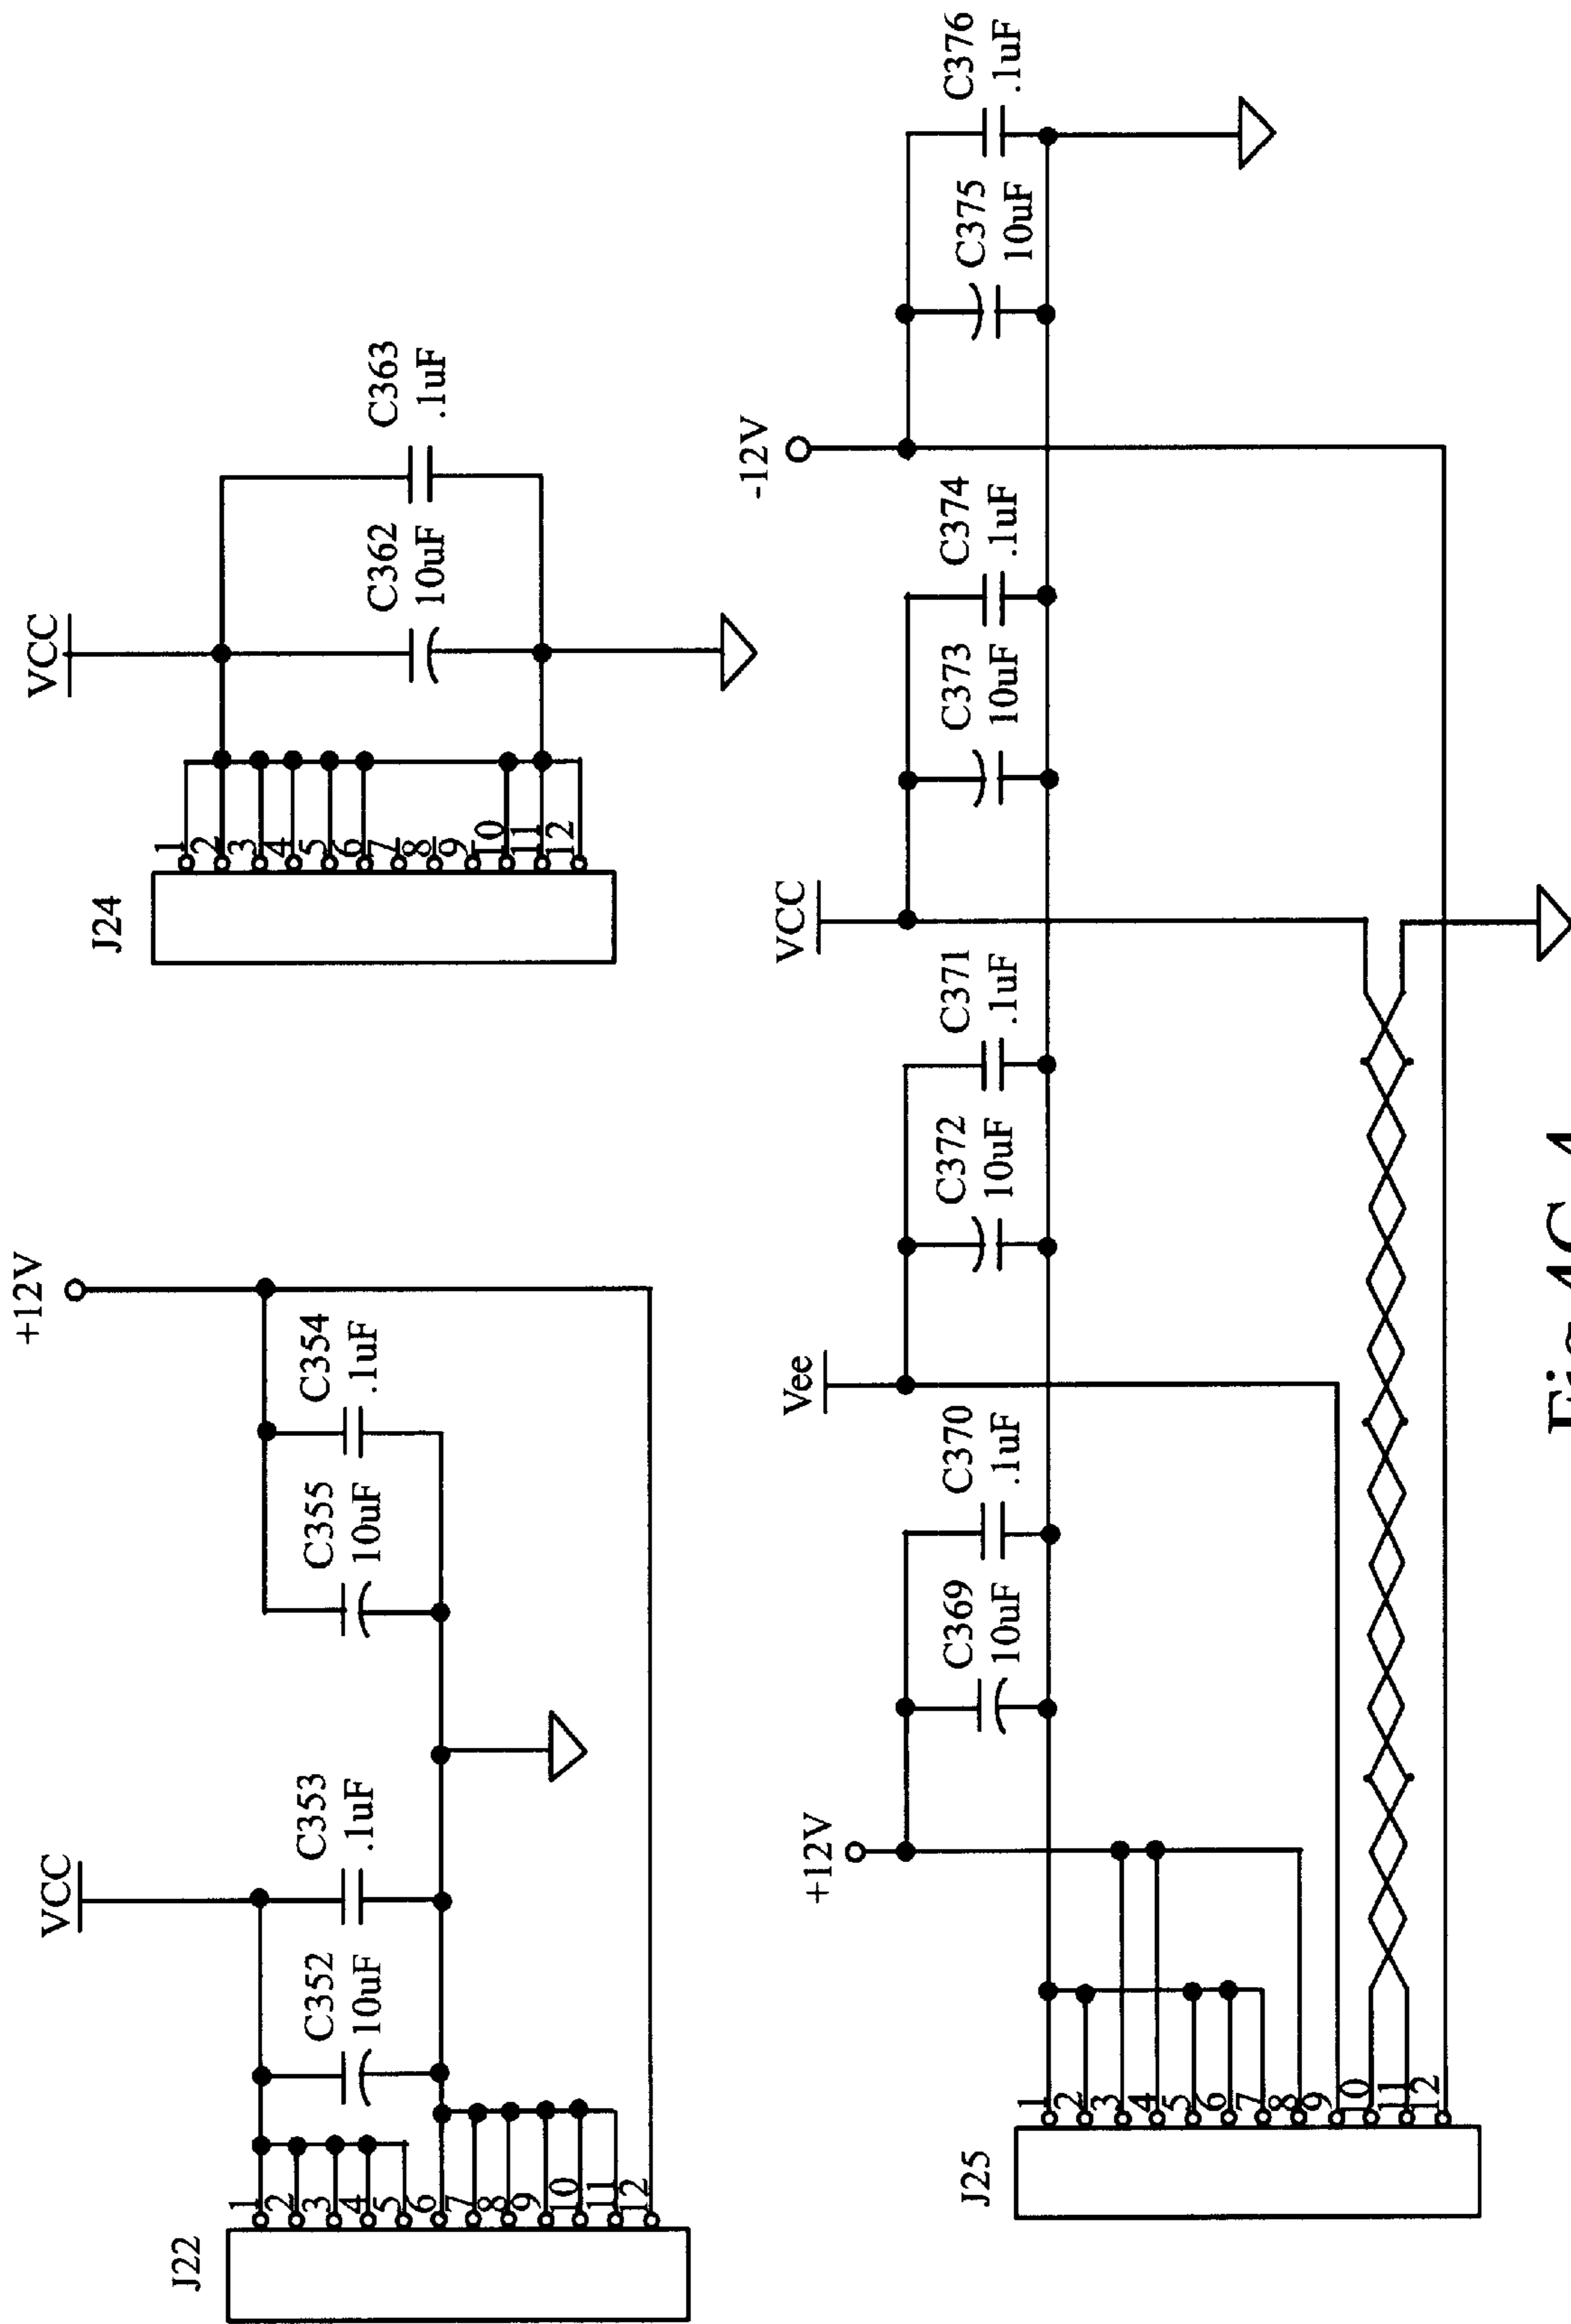 J22
1
2
3
4
5
6
7
8
9
10
11
12
VCC
C352
10uF
C353
.1uF
C355
10uF
C354
.1uF
+12V
J24
1
2
3
4
5
6
7
8
9
10
11
12
VCC
C362
10uF
C363
.1uF
J25
1
2
3
4
5
6
7
8
9
10
11
12
+12V
C369
10uF
C370
.1uF
Vee
C372
10uF
C371
.1uF
VCC
C373
10uF
C374
.1uF
-12V
C375
10uF
C376
.1uF